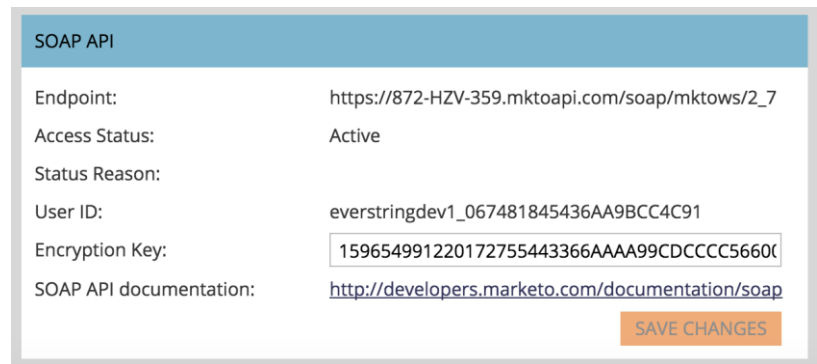 SOAP API
Endpoint: https://872-HZV-359.mktoapi.com/soap/mktows/2_7
Access Status: Active
Status Reason:
User ID: everstringdev1_067481845436AA9BCC4C91
Encryption Key: 159654991220172755443366AAAA99CDCCCC56600
SOAP API documentation: http://developers.marketo.com/documentation/soap
SAVE CHANGES